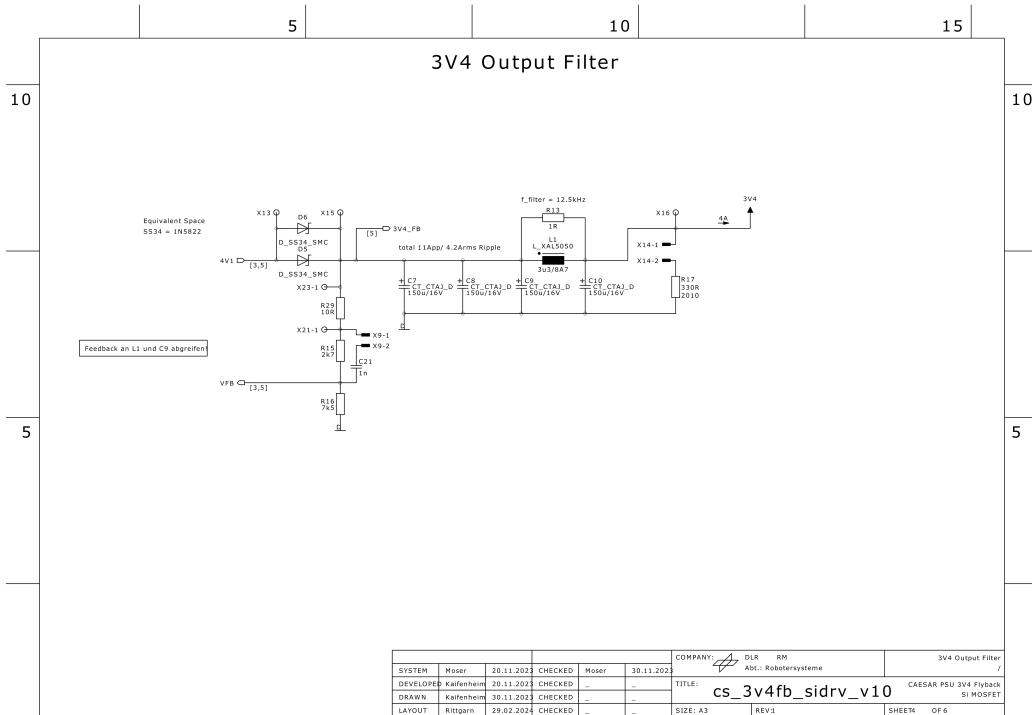 5
10
15
3V4 Output Filter
10
10
f_filter = 12.5kHz
R13
1R
3V4
X13
D6
X15
X16
4A
Equivalent Space
SS34 = 1N5822
[5]
3V4_FB
L1
L_XAL5050
D_SS34_SMC
D5
total 11App/ 4.2Arms Ripple
X14-1
4V1
[3,5]
X14-2
3u3/8A7
D_SS34_SMC
X23-1
C7
CT_CTAJ_D
150u/16V
C8
CT_CTAJ_D
150u/16V
C9
CT_CTAJ_D
150u/16V
C10
CT_CTAJ_D
150u/16V
R17
330R
2010
R29
10R
X21-1
D
X9-1
X9-2
Feedback an L1 und C9 abgreifen!
R15
2k7
C21
1n
VFB
[3,5]
R16
7k5
D
5
5
COMPANY:
DLR RM
Abt.: Robotersysteme
3V4 Output Filter
/
SYSTEM Moser 20.11.2023 CHECKED Moser 30.11.2023
DEVELOPED Kaifenheim 20.11.2023 CHECKED _ _
TITLE:
cs_3v4fb_sidrv_v10
CAESAR PSU 3V4 Flyback
Si MOSFET
DRAWN Kaifenheim 30.11.2023 CHECKED _ _
LAYOUT Rittgarn 29.02.2024 CHECKED _ _
SIZE: A3
REV:1
SHEET4 OF 6